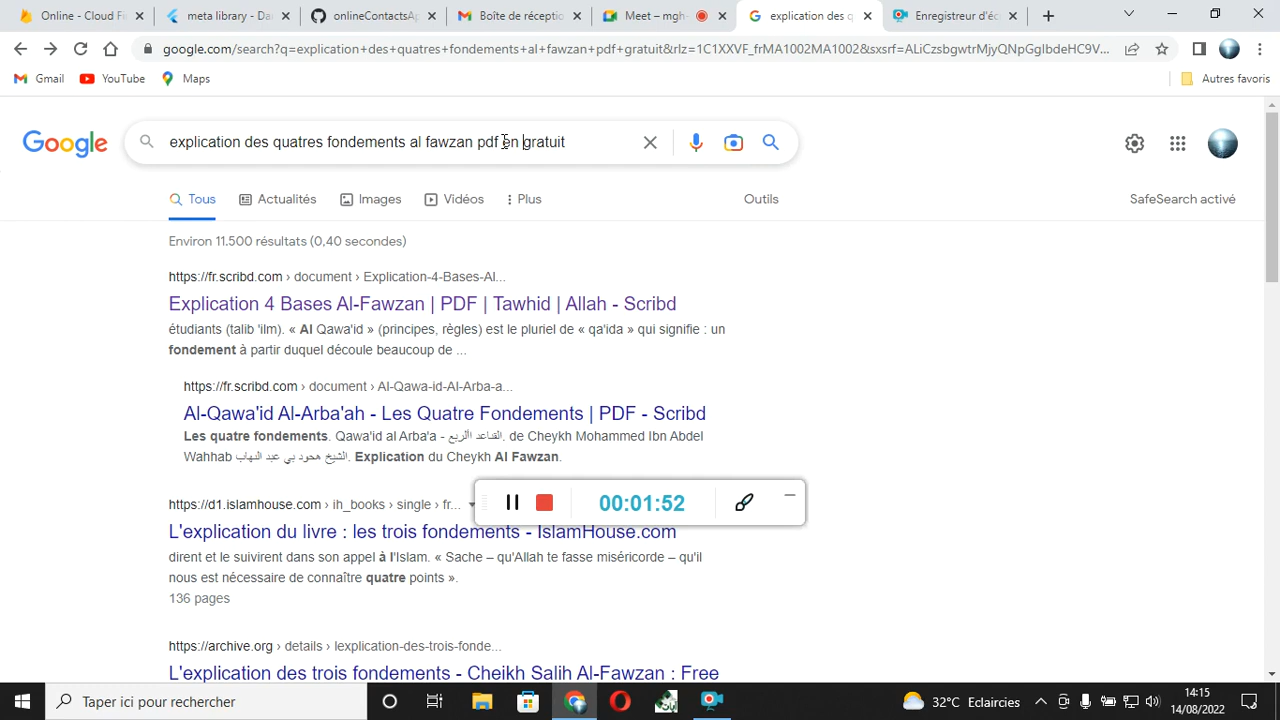 Online - Cloud Fi
meta library - Da
onlineContactsAp
Boîte de réceptio
Meet – mgh-
explication des q
Enregistreur d'éc
google.com/search?q=explication+des+quatres+fondements+al+fawzan+pdf+gratuit&rlz=1C1XXVF_frMA1002MA1002&sxsrf=ALiCzsbgwtrMjyQNpGglbdeHC9V...
Gmail
YouTube
Maps
Autres favoris
Google
explication des quatres fondements al fawzan pdf en gratuit
Tous
Actualités
Images
Vidéos
Plus
Outils
SafeSearch activé
Environ 11.500 résultats (0,40 secondes)
https://fr.scribd.com › document › Explication-4-Bases-Al...
Explication 4 Bases Al-Fawzan | PDF | Tawhid | Allah - Scribd
étudiants (talib 'ilm). « Al Qawa'id » (principes, règles) est le pluriel de « qa'ida » qui signifie : un
fondement à partir duquel découle beaucoup de ...
https://fr.scribd.com › document › Al-Qawa-id-Al-Arba-a...
Al-Qawa'id Al-Arba'ah - Les Quatre Fondements | PDF - Scribd
Les quatre fondements. Qawa'id al Arba'a - القناعد األربع. de Cheykh Mohammed Ibn Abdel
Wahhab الشيخ هحود بي عبد النهاب. Explication du Cheykh Al Fawzan.
https://d1.islamhouse.com › ih_books › single › fr...
00:01:52
L'explication du livre : les trois fondements - IslamHouse.com
dirent et le suivirent dans son appel à l'Islam. « Sache – qu'Allah te fasse miséricorde – qu'il
nous est nécessaire de connaître quatre points ».
136 pages
https://archive.org › details › lexplication-des-trois-fonde...
L'explication des trois fondements - Cheikh Salih Al-Fawzan : Free
Taper ici pour rechercher
32°C Eclaircies
14:15
14/08/2022